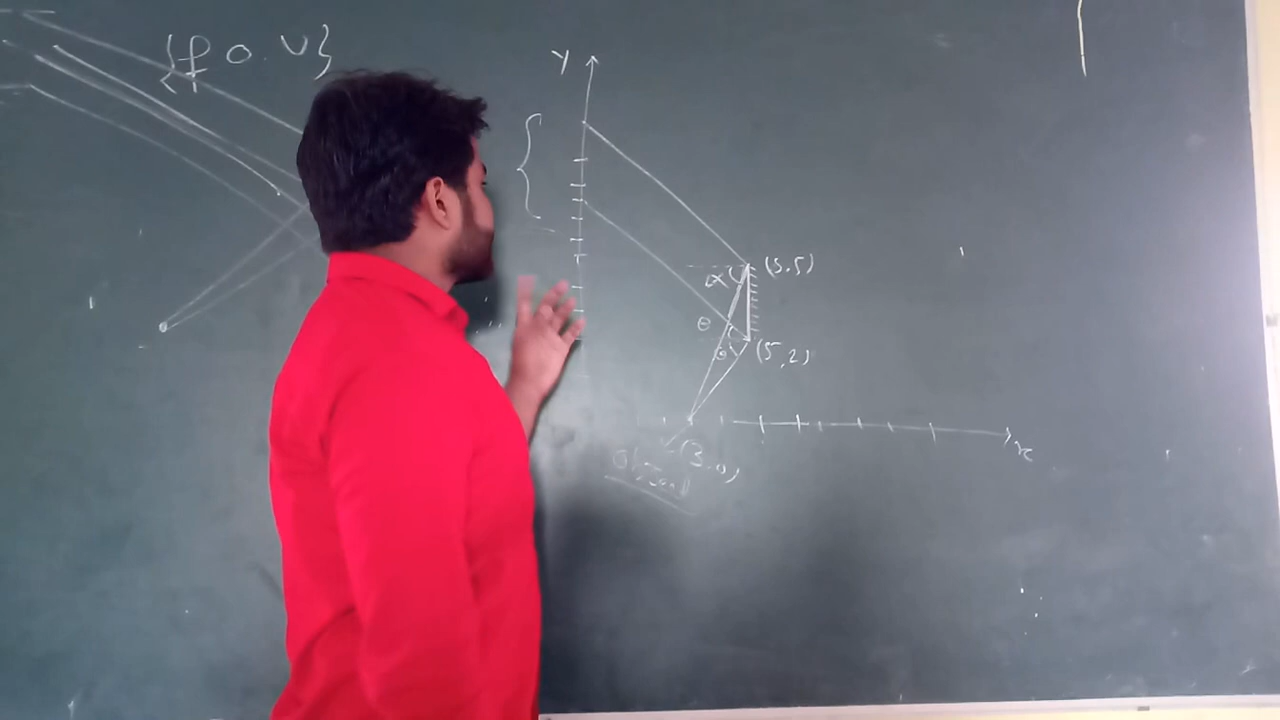 {f o. v}
Y
α (5,5)
θ
θ (5,2)
(3,0)
x